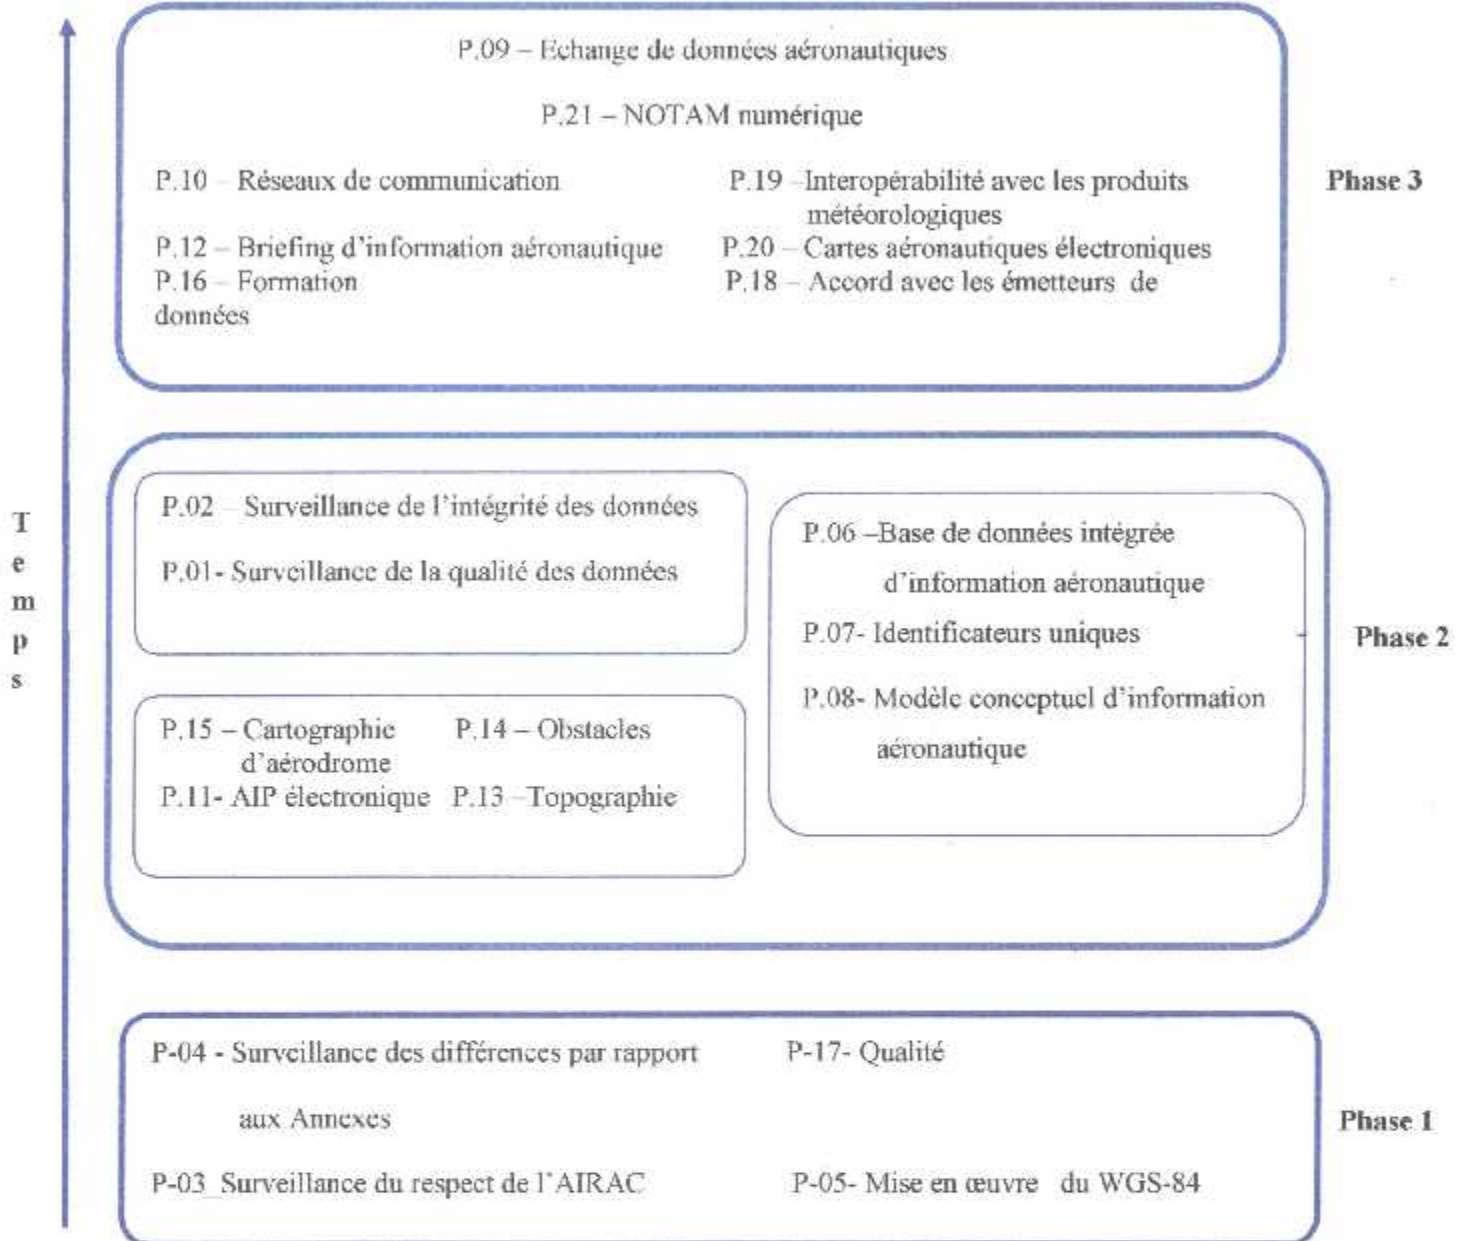 P.09 – Echange de données aéronautiques
P.21 – NOTAM numérique
P.10 – Réseaux de communication
P.19 –Interopérabilité avec les produits
météorologiques
P.12 – Briefing d'information aéronautique
P.20 – Cartes aéronautiques électroniques
P.16 – Formation
P.18 – Accord avec les émetteurs de
données
Phase 3
Temps
P.02 – Surveillance de l'intégrité des données
P.01- Surveillance de la qualité des données
P.06 –Base de données intégrée
d'information aéronautique
P.07- Identificateurs uniques
P.08- Modèle conceptuel d'information
aéronautique
P.15 – Cartographie
d'aérodrome
P.14 – Obstacles
P.11- AIP électronique
P.13 –Topographie
Phase 2
P-04 - Surveillance des différences par rapport
aux Annexes
P-17- Qualité
P-03_Surveillance du respect de l'AIRAC
P-05- Mise en œuvre du WGS-84
Phase 1